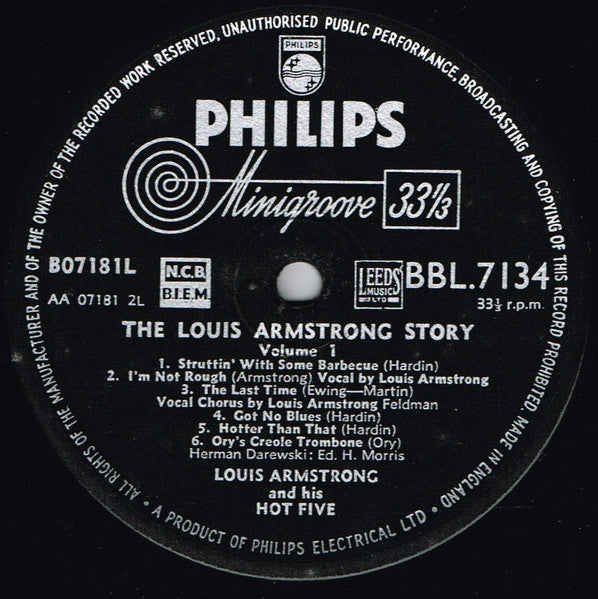 ALL RIGHTS OF THE MANUFACTURER AND OF THE OWNER OF THE RECORDED WORK RESERVED, UNAUTHORISED PUBLIC PERFORMANCE, BROADCASTING AND COPYING OF THIS RECORD PROHIBITED. MADE IN ENGLAND
PHILIPS
PHILIPS
Minigroove 33⅓
B07181L
N.C.B.
B.I.E.M.
LEEDS
MUSIC
LTD
BBL.7134
AA 07181 2L
33⅓ r.p.m.
THE LOUIS ARMSTRONG STORY
Volume 1
1. Struttin' With Some Barbecue (Hardin)
2. I'm Not Rough (Armstrong) Vocal by Louis Armstrong
3. The Last Time (Ewing—Martin)
Vocal Chorus by Louis Armstrong Feldman
4. Got No Blues (Hardin)
5. Hotter Than That (Hardin)
6. Ory's Creole Trombone (Ory)
Herman Darewski: Ed. H. Morris
LOUIS ARMSTRONG
and his
HOT FIVE
• A PRODUCT OF PHILIPS ELECTRICAL LTD •